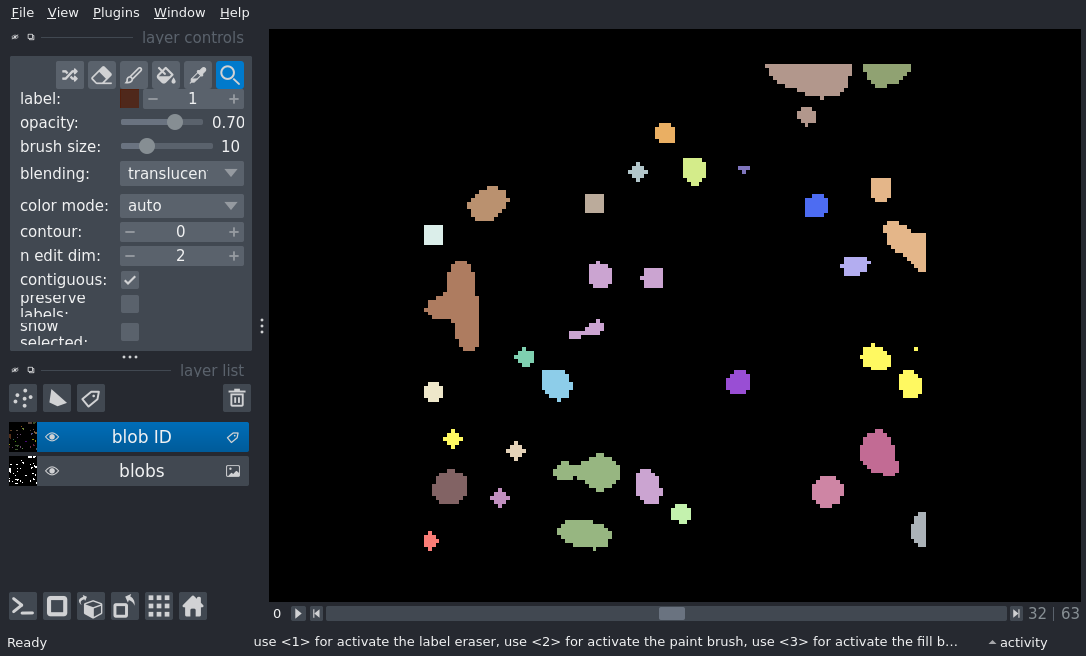 File View Plugins Window Help
layer controls
label: 1
opacity: 0.70
brush size: 10
blending: translucen
color mode: auto
contour: 0
n edit dim: 2
contiguous:
preserve
labels:
show
selected:
layer list
blob ID
blobs
0 32 63
Ready use <1> for activate the label eraser, use <2> for activate the paint brush, use <3> for activate the fill b... activity